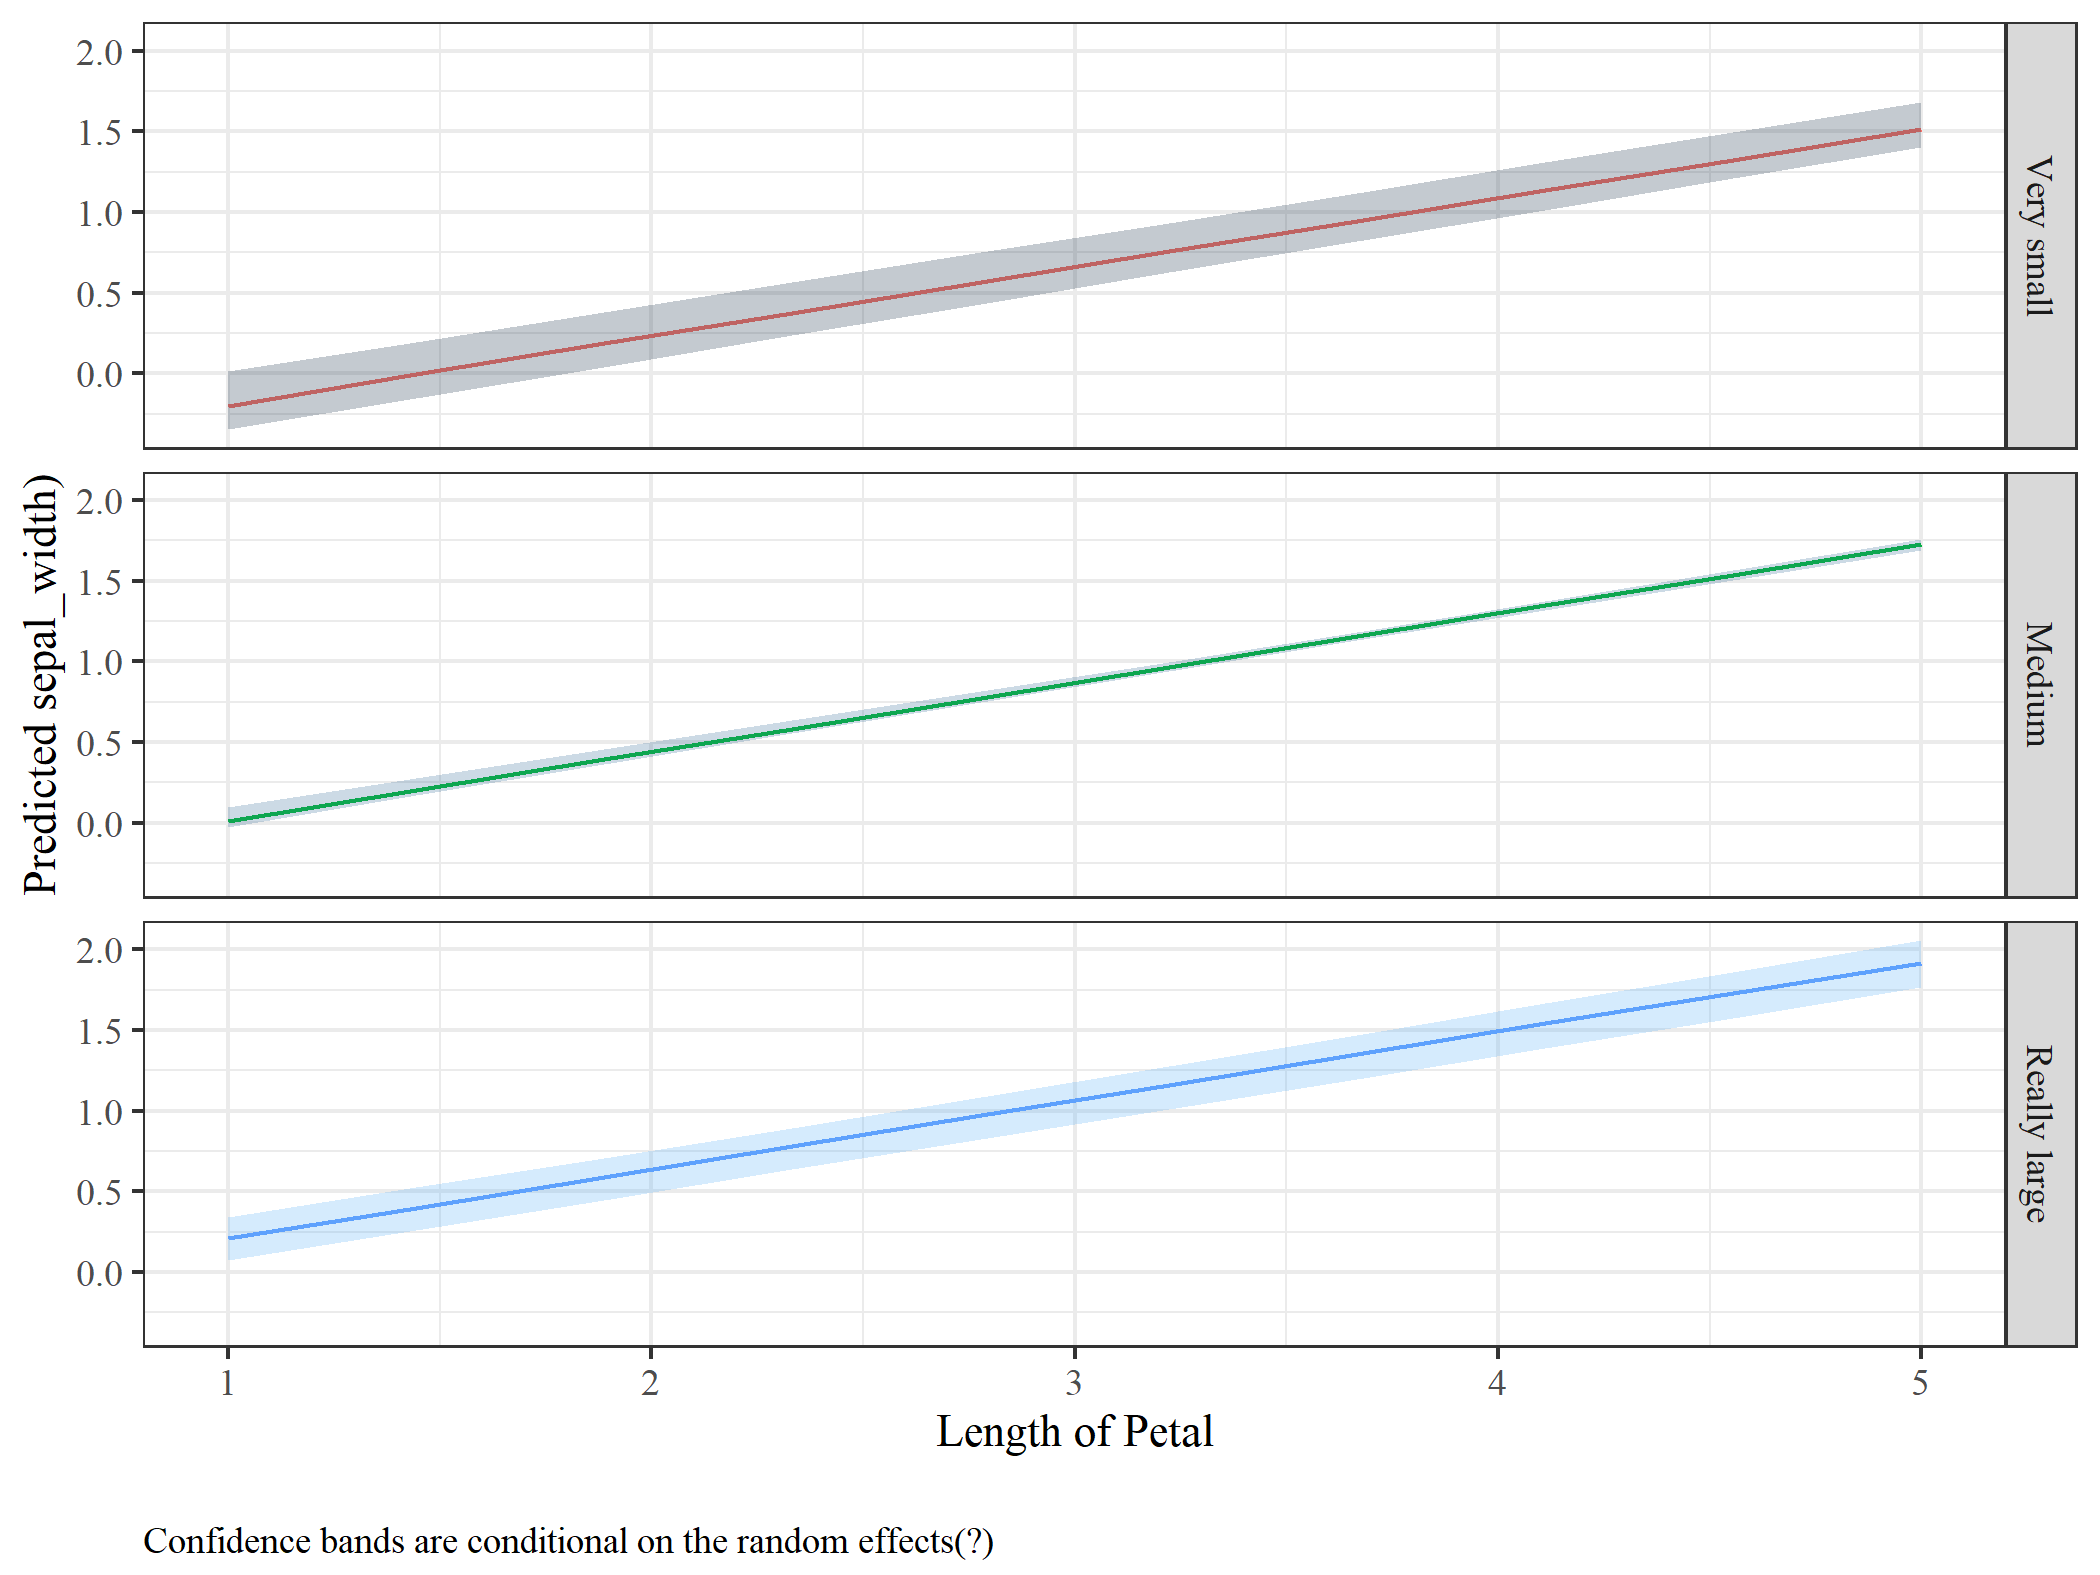 2.0
1.5
1.0
0.5
0.0
Very small
Predicted sepal_width)
2.0
1.5
1.0
0.5
0.0
Medium
2.0
1.5
1.0
0.5
0.0
Really large
1 2 3 4 5
Length of Petal
Confidence bands are conditional on the random effects(?)